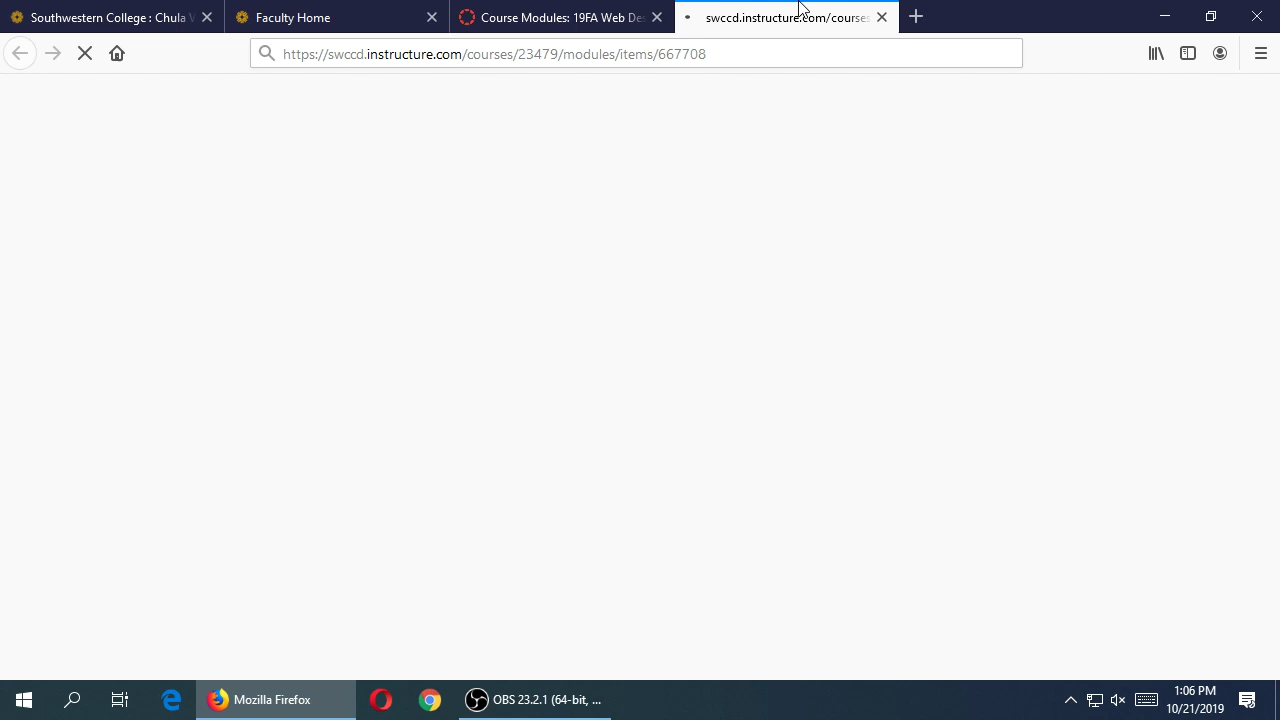 Southwestern College : Chula
Faculty Home
Course Modules: 19FA Web De
swccd.instructure.com/courses
https://swccd.instructure.com/courses/23479/modules/items/667708
Mozilla Firefox
OBS 23.2.1 (64-bit, ...
1:06 PM
10/21/2019